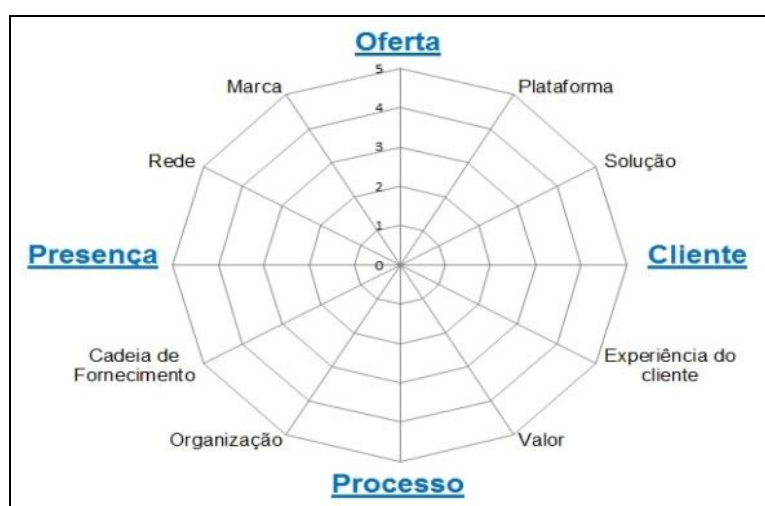 Oferta
5
Marca
Plataforma
4
3
Rede
Solução
2
1
Presença
0
Cliente
Cadeia de
Fornecimento
Experiência do
cliente
Organização
Valor
Processo